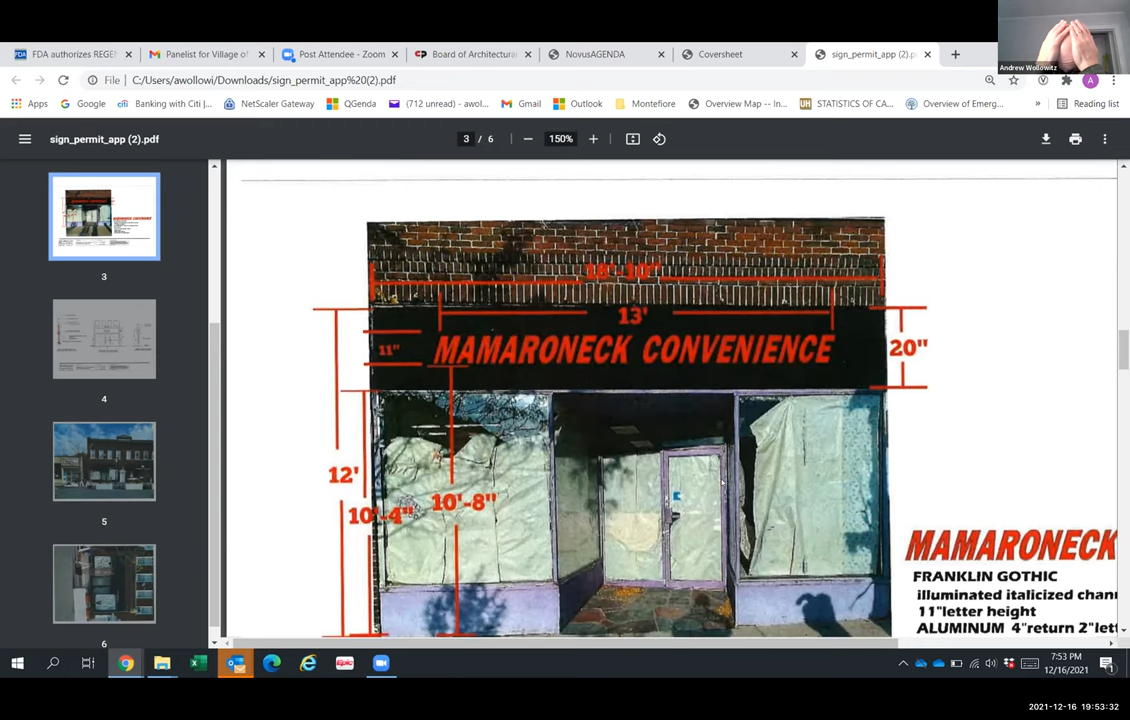 FDA authorizes REGE
Panelist for Village of
Post Attendee - Zoom
Board of Architectura
NovusAGENDA
Coversheet
sign_permit_app (2).p
Andrew Wollowitz
File C:/Users/awollowi/Downloads/sign_permit_app%20(2).pdf
Apps
Google
Banking with Citi |...
NetScaler Gateway
QGenda
(712 unread) - awol...
Gmail
Outlook
Montefiore
Overview Map -- In...
STATISTICS OF CA...
Overview of Emerg...
»
Reading list
sign_permit_app (2).pdf
3 / 6
150%
3
4
5
6
18'-10"
13'
11"
MAMARONECK CONVENIENCE
20"
12'
10'-4"
10'-8"
MAMARONECK
FRANKLIN GOTHIC
illuminated italicized chan
11"letter height
ALUMINUM 4"return 2"lett
Epic
7:53 PM
12/16/2021
1
2021-12-16 19:53:32